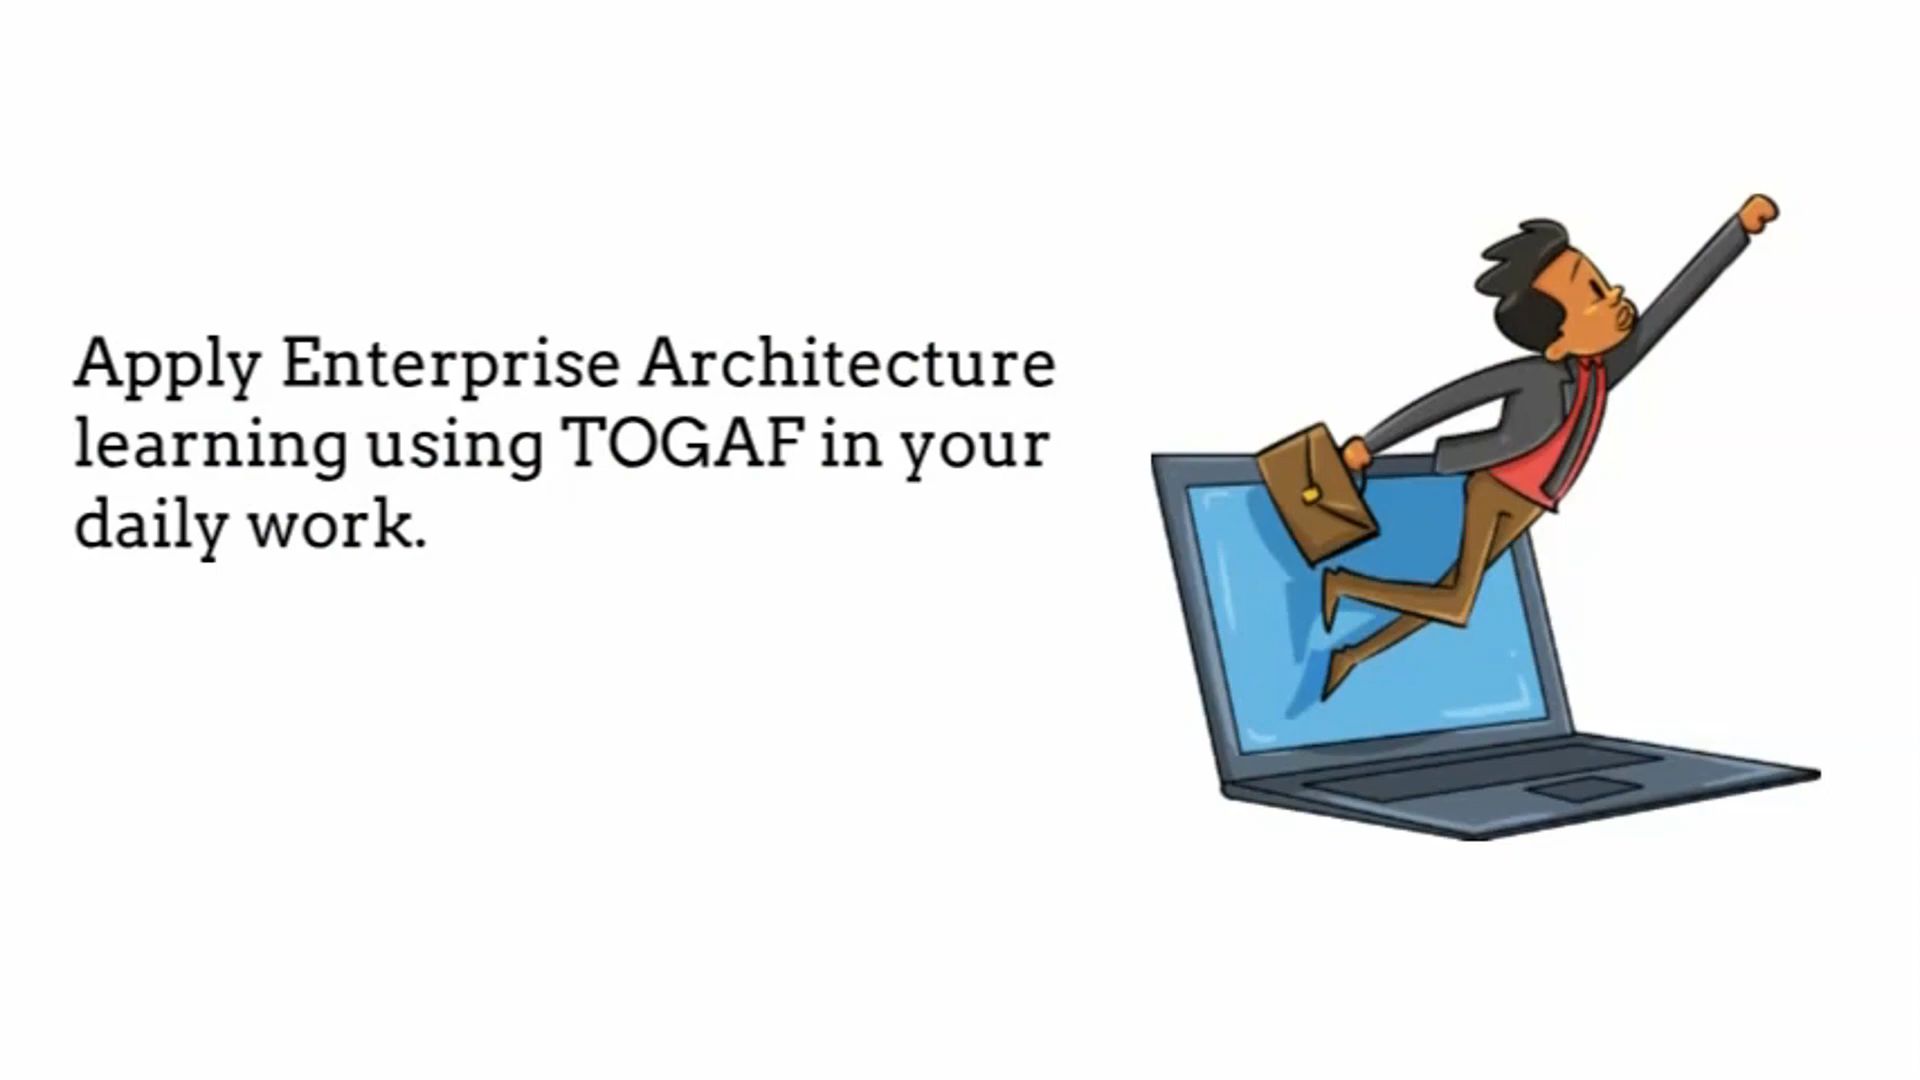 Apply Enterprise Architecture
learning using TOGAF in your
daily work.